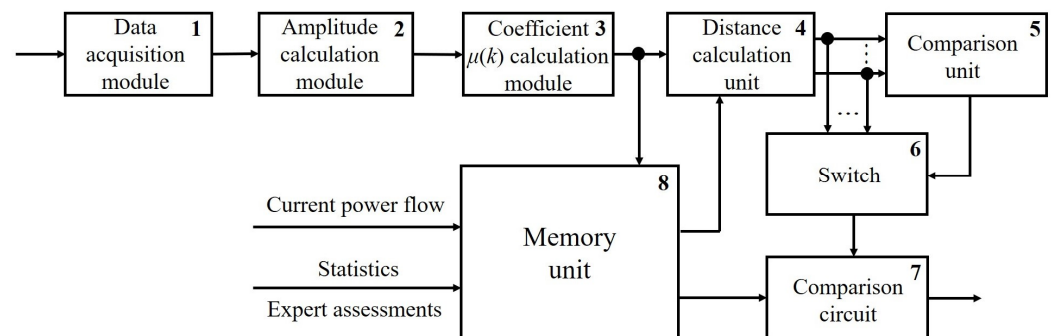 Data 1
acquisition
module
Amplitude 2
calculation
module
Coefficient 3
μ(k) calculation
module
Distance 4
calculation
unit
5
Comparison
unit
...
...
6
Switch
8
Memory
unit
Current power flow
Statistics
Expert assessments
7
Comparison
circuit